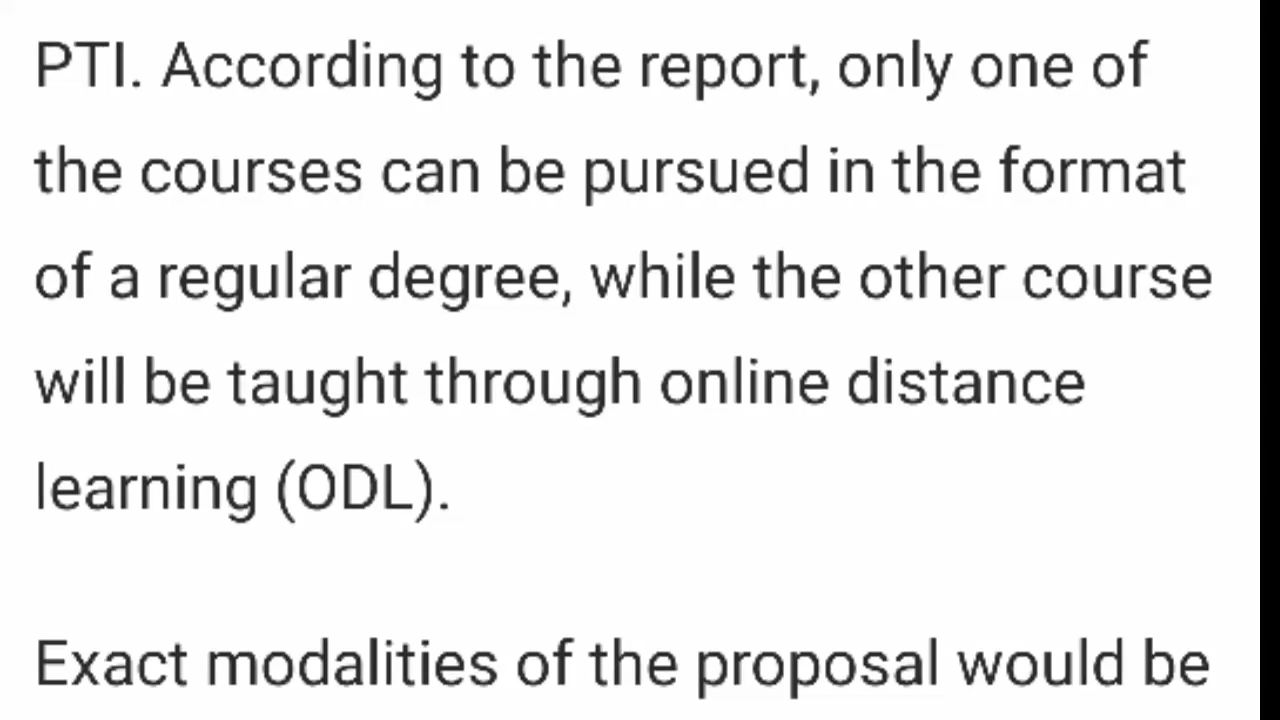 PTI. According to the report, only one of
the courses can be pursued in the format
of a regular degree, while the other course
will be taught through online distance
learning (ODL).
Exact modalities of the proposal would be